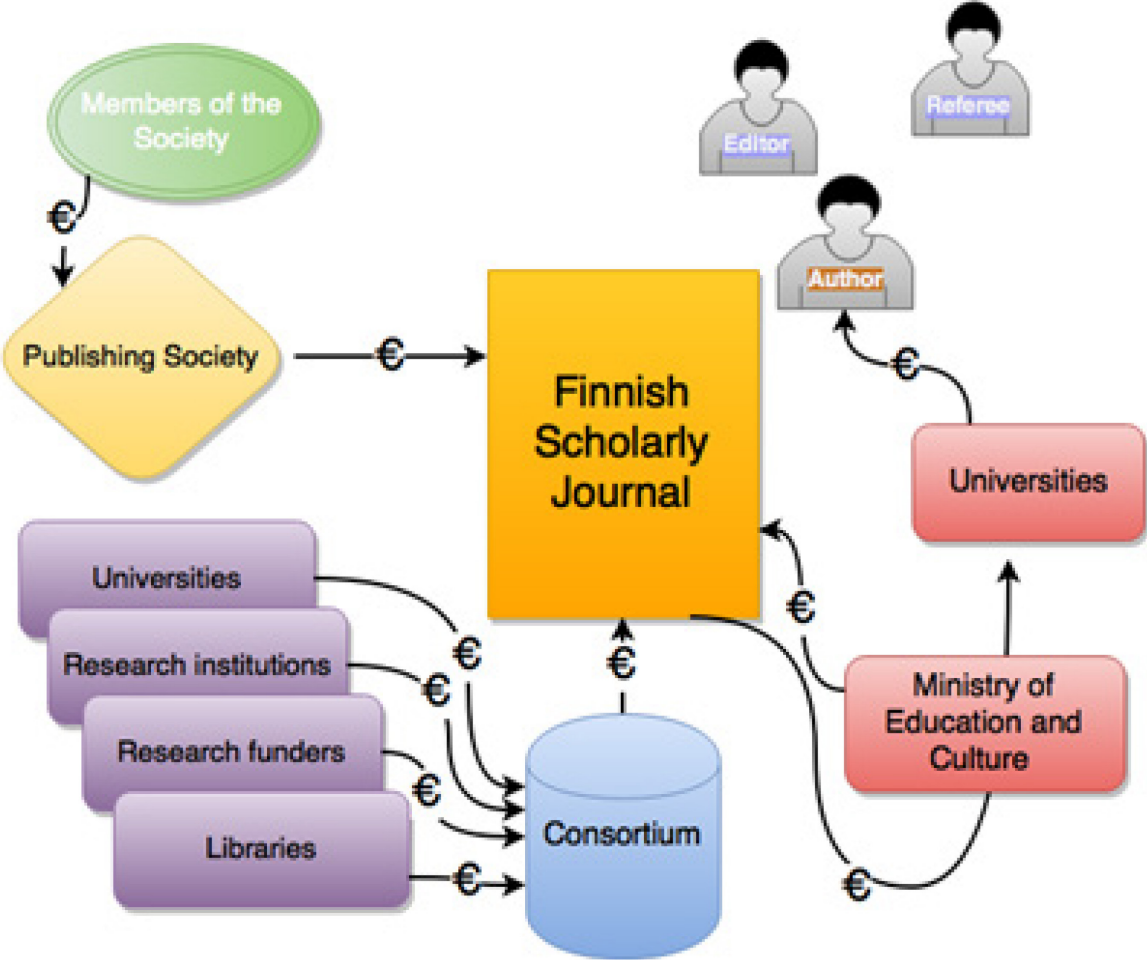 Members of the
Society
Editor
Referee
Author
€
Publishing Society
€
Finnish
Scholarly
Journal
€
Universities
Universities
€
€
Research institutions
€
€
Ministry of
Education and
Culture
Research funders
€
Libraries
€
Consortium
€